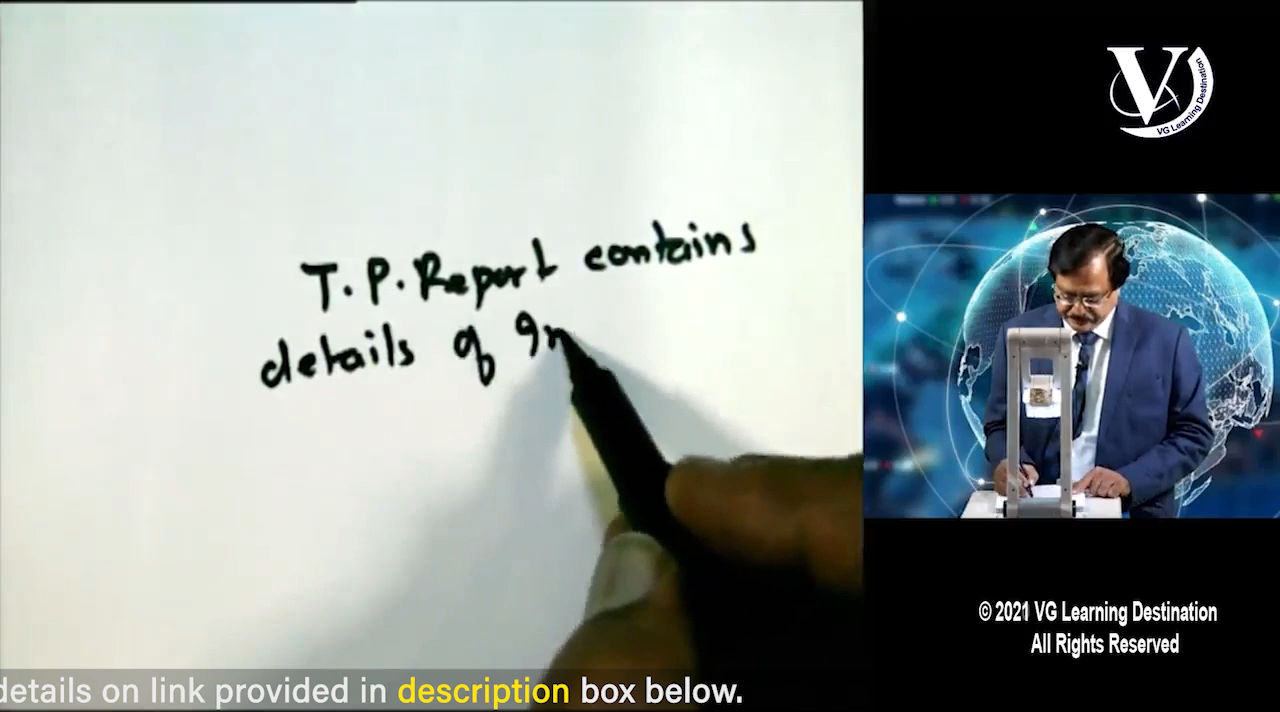 V
VG Learning Destination
T.P. Report contains
details of In
© 2021 VG Learning Destination
All Rights Reserved
details on link provided in description box below.